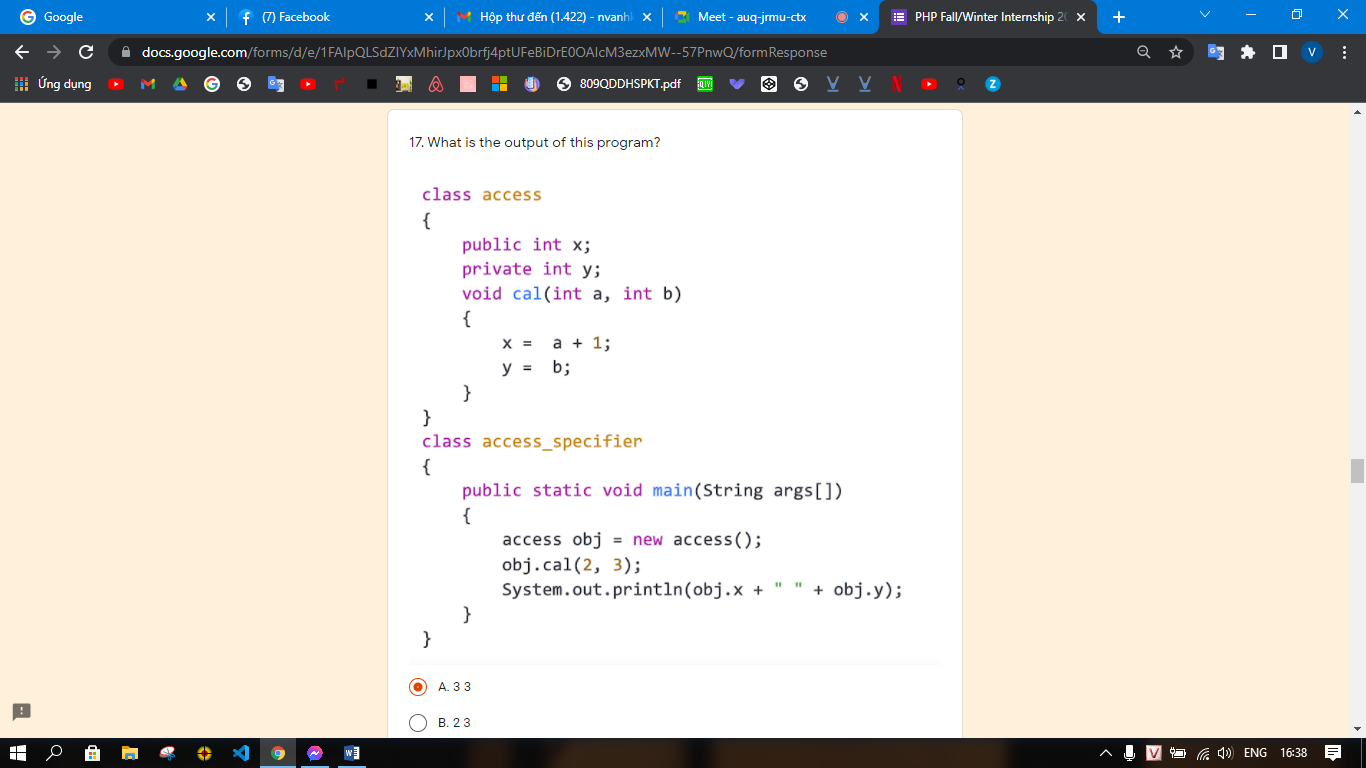 Google
(7) Facebook
Hộp thư đến (1.422) - nvanh
Meet - auq-jrmu-ctx
PHP Fall/Winter Internship 2
docs.google.com/forms/d/e/1FAIpQLSdZIYxMhirJpx0brfj4ptUFeBiDrE0OAIcM3ezxMW--57PnwQ/formResponse
V
Ứng dụng
809QDDHSPKT.pdf
17. What is the output of this program?
class access
{
public int x;
private int y;
void cal(int a, int b)
{
x = a + 1;
y = b;
}
}
class access_specifier
{
public static void main(String args[])
{
access obj = new access();
obj.cal(2, 3);
System.out.println(obj.x + " " + obj.y);
}
}
A. 3 3
B. 2 3
ENG
16:38